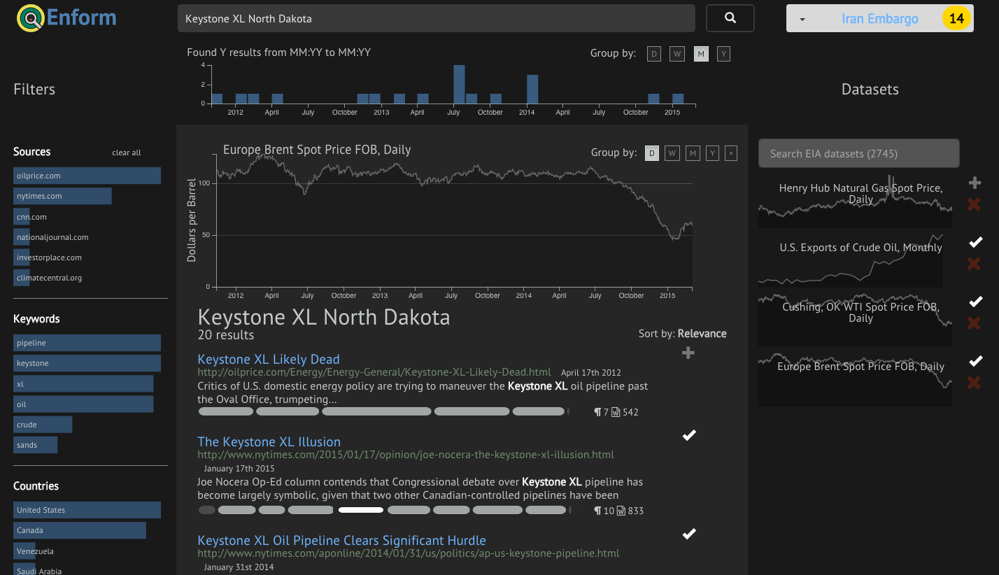 Enform
Keystone XL North Dakota
Iran Embargo
14
Found Y results from MM:YY to MM:YY
Group by:
D
W
M
Y
4
2
0
2012
April
July
October
2013
April
July
October
2014
April
July
October
2015
Filters
Sources
clear all
oilprice.com
nytimes.com
cnn.com
nationaljournal.com
investorplace.com
climatecentral.org
Keywords
pipeline
keystone
xl
oil
crude
sands
Countries
United States
Canada
Venezuela
Saudi Arabia
Europe Brent Spot Price FOB, Daily
Group by:
D
W
M
Y
×
Dollars per Barrel
100
50
0
2012
April
July
October
2013
April
July
October
2014
April
July
October
2015
Keystone XL North Dakota
20 results
Sort by: Relevance
Keystone XL Likely Dead
http://oilprice.com/Energy/Energy-General/Keystone-XL-Likely-Dead.html April 17th 2012
Critics of U.S. domestic energy policy are trying to maneuver the Keystone XL oil pipeline past
the Oval Office, trumpeting...
¶ 7 W 542
The Keystone XL Illusion
http://www.nytimes.com/2015/01/17/opinion/joe-nocera-the-keystone-xl-illusion.html
January 17th 2015
Joe Nocera Op-Ed column contends that Congressional debate over Keystone XL pipeline has
become largely symbolic, given that two other Canadian-controlled pipelines have been
¶ 10 W 833
Keystone XL Oil Pipeline Clears Significant Hurdle
http://www.nytimes.com/aponline/2014/01/31/us/politics/ap-us-keystone-pipeline.html
January 31st 2014
Datasets
Search EIA datasets (2745)
Henry Hub Natural Gas Spot Price,
Daily
U.S. Exports of Crude Oil, Monthly
Cushing, OK WTI Spot Price FOB,
Daily
Europe Brent Spot Price FOB, Daily